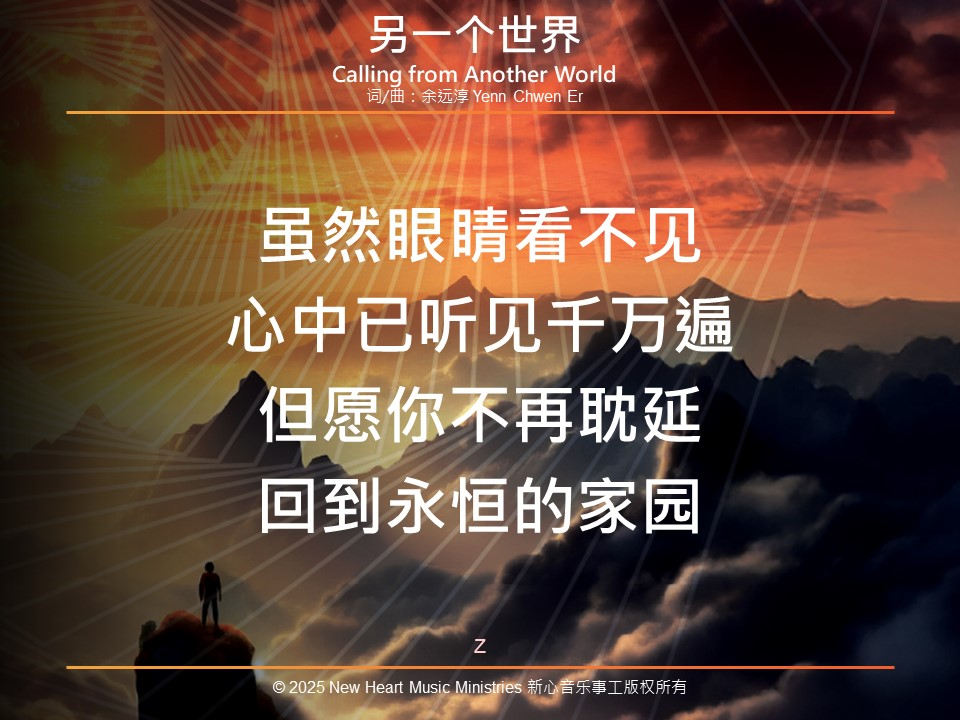 另一个世界
Calling from Another World
词/曲：余远淳 Yenn Chwen Er
虽然眼睛看不见
心中已听见千万遍
但愿你不再耽延
回到永恒的家园
Z
© 2025 New Heart Music Ministries 新心音乐事工版权所有